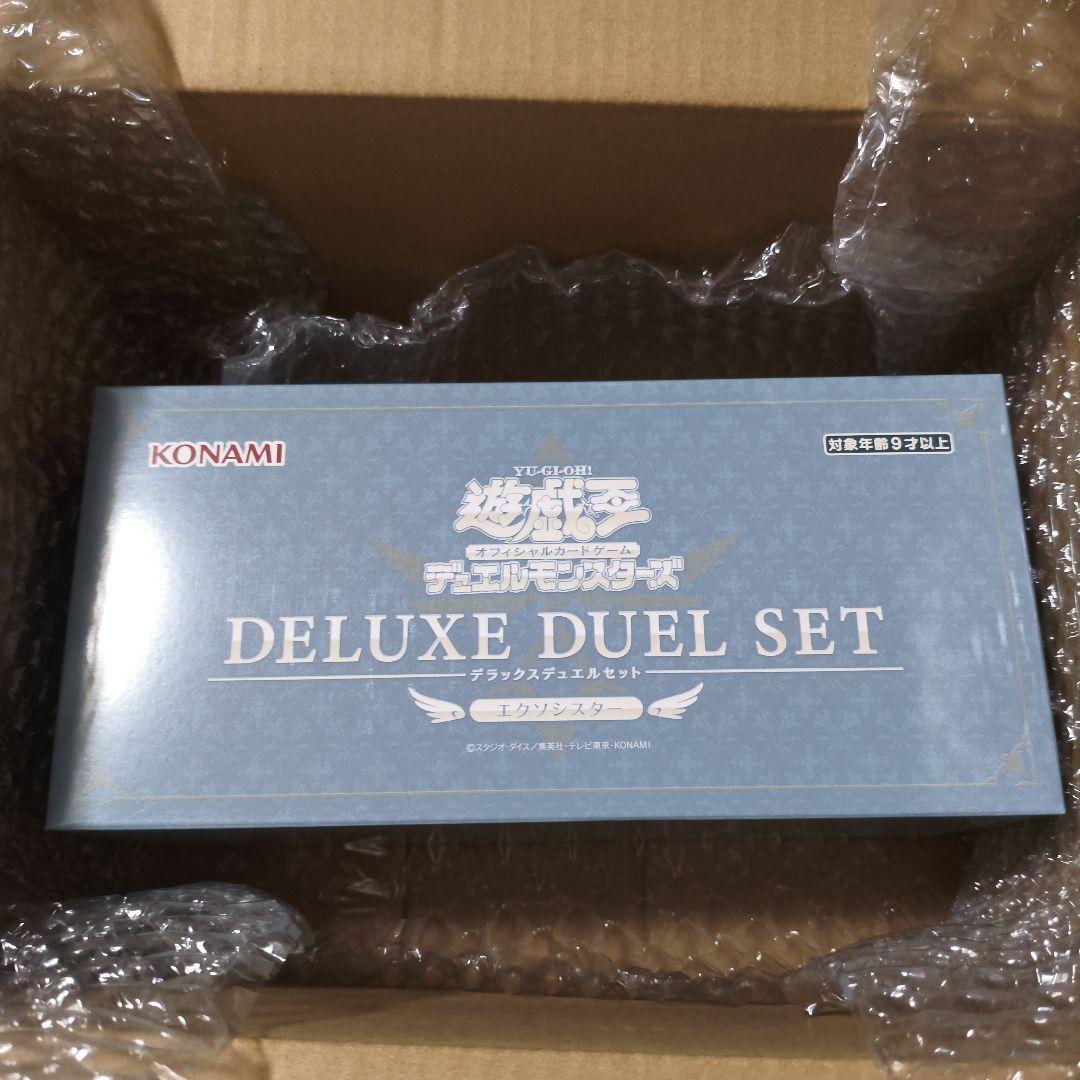 KONAMI
対象年齢9才以上
YU-GI-OH!
遊☆戯☆王
オフィシャルカードゲーム
デュエルモンスターズ
DELUXE DUEL SET
デラックスデュエルセット
エクソシスター
©スタジオ・ダイス/集英社・テレビ東京・KONAMI